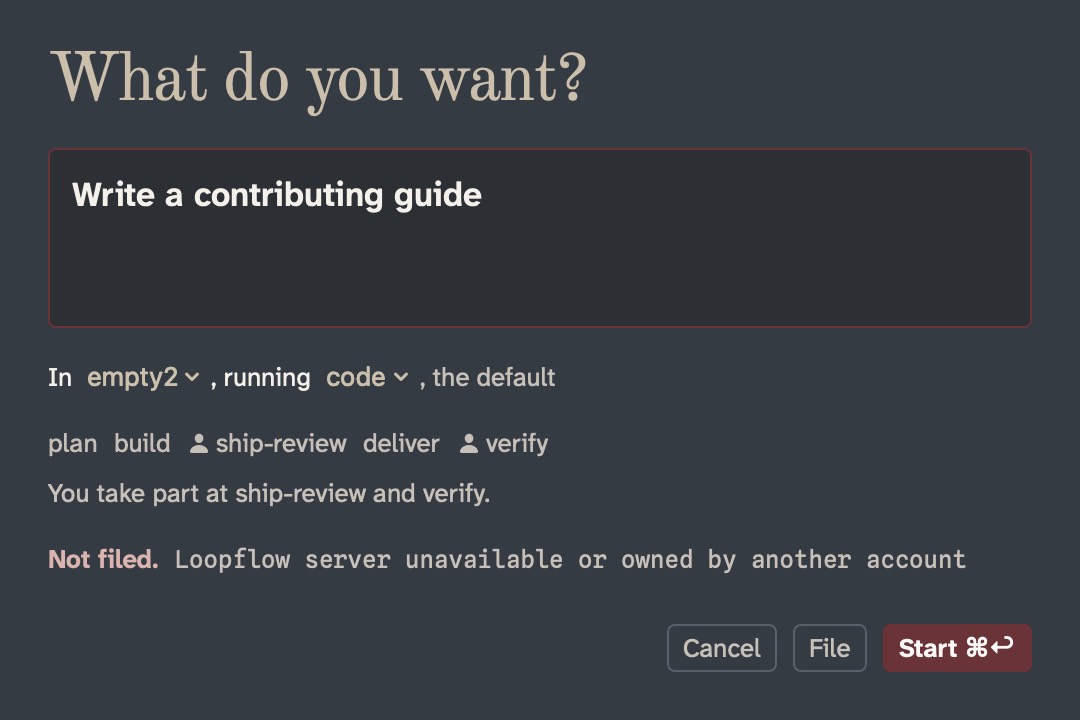 What do you want?
Write a contributing guide
In empty2 , running code , the default
plan build ship-review deliver verify
You take part at ship-review and verify.
Not filed. Loopflow server unavailable or owned by another account
Cancel File Start ⌘↩